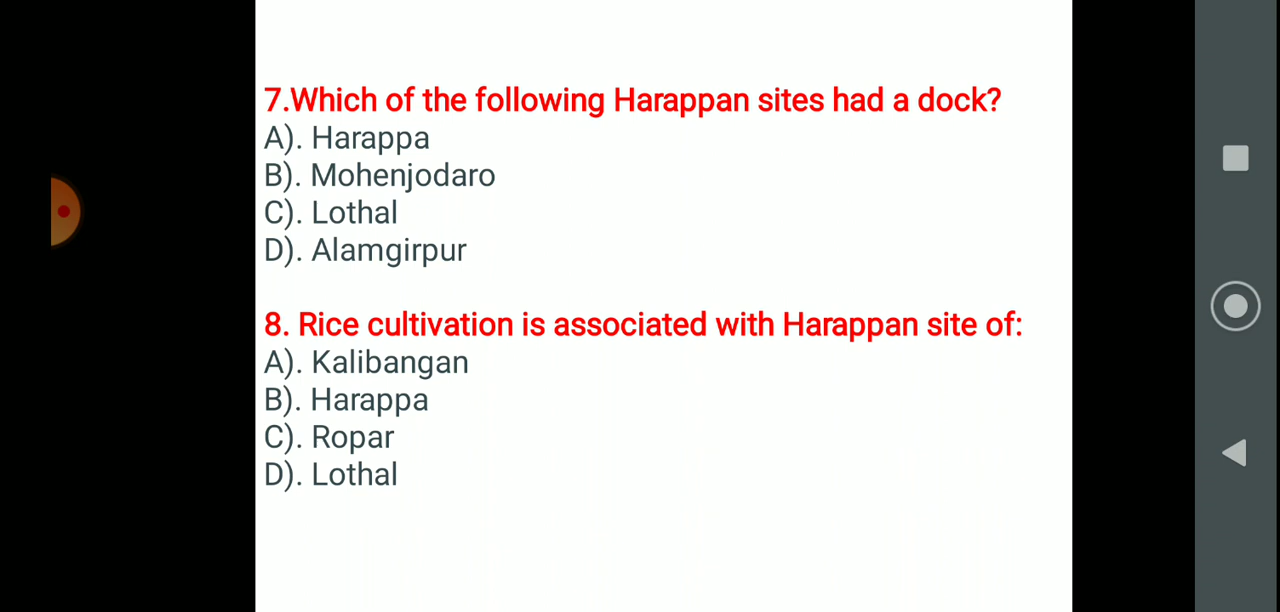 7.Which of the following Harappan sites had a dock?
A). Harappa
B). Mohenjodaro
C). Lothal
D). Alamgirpur
8. Rice cultivation is associated with Harappan site of:
A). Kalibangan
B). Harappa
C). Ropar
D). Lothal